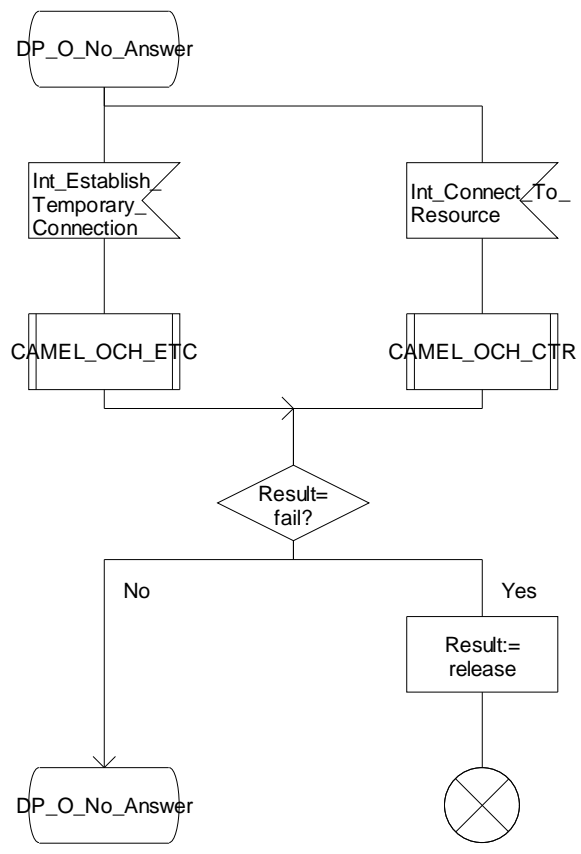 DP_O_No_Answer
Int_Establish_
Temporary_
Connection
Int_Connect_To_
Resource
CAMEL_OCH_ETC
CAMEL_OCH_CTR
Result=
fail?
No
Yes
Result:=
release
DP_O_No_Answer